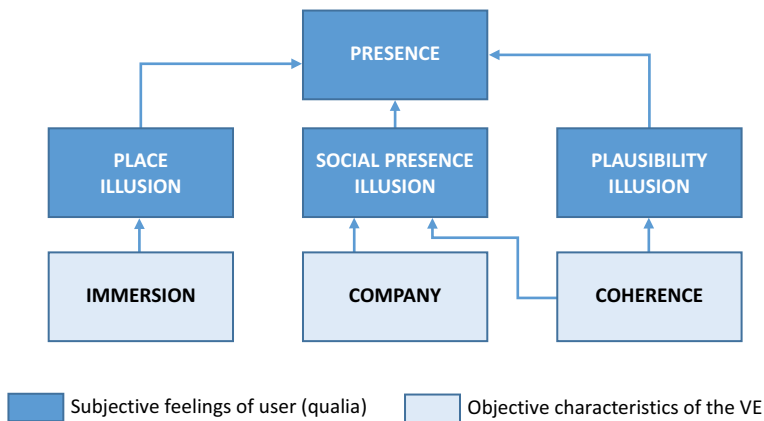 PRESENCE
PLACE
ILLUSION
SOCIAL PRESENCE
ILLUSION
PLAUSIBILITY
ILLUSION
IMMERSION
COMPANY
COHERENCE
Subjective feelings of user (qualia)
Objective characteristics of the VE